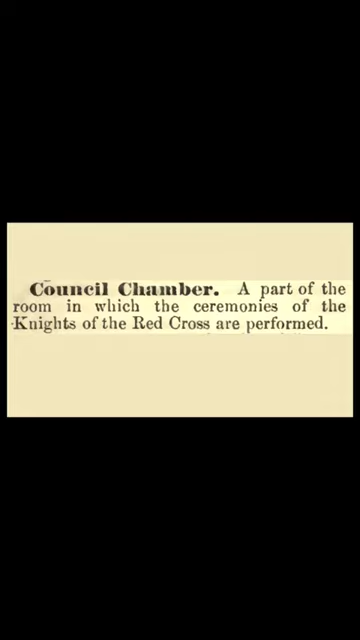 Council Chamber. A part of the
room in which the ceremonies of the
Knights of the Red Cross are performed.